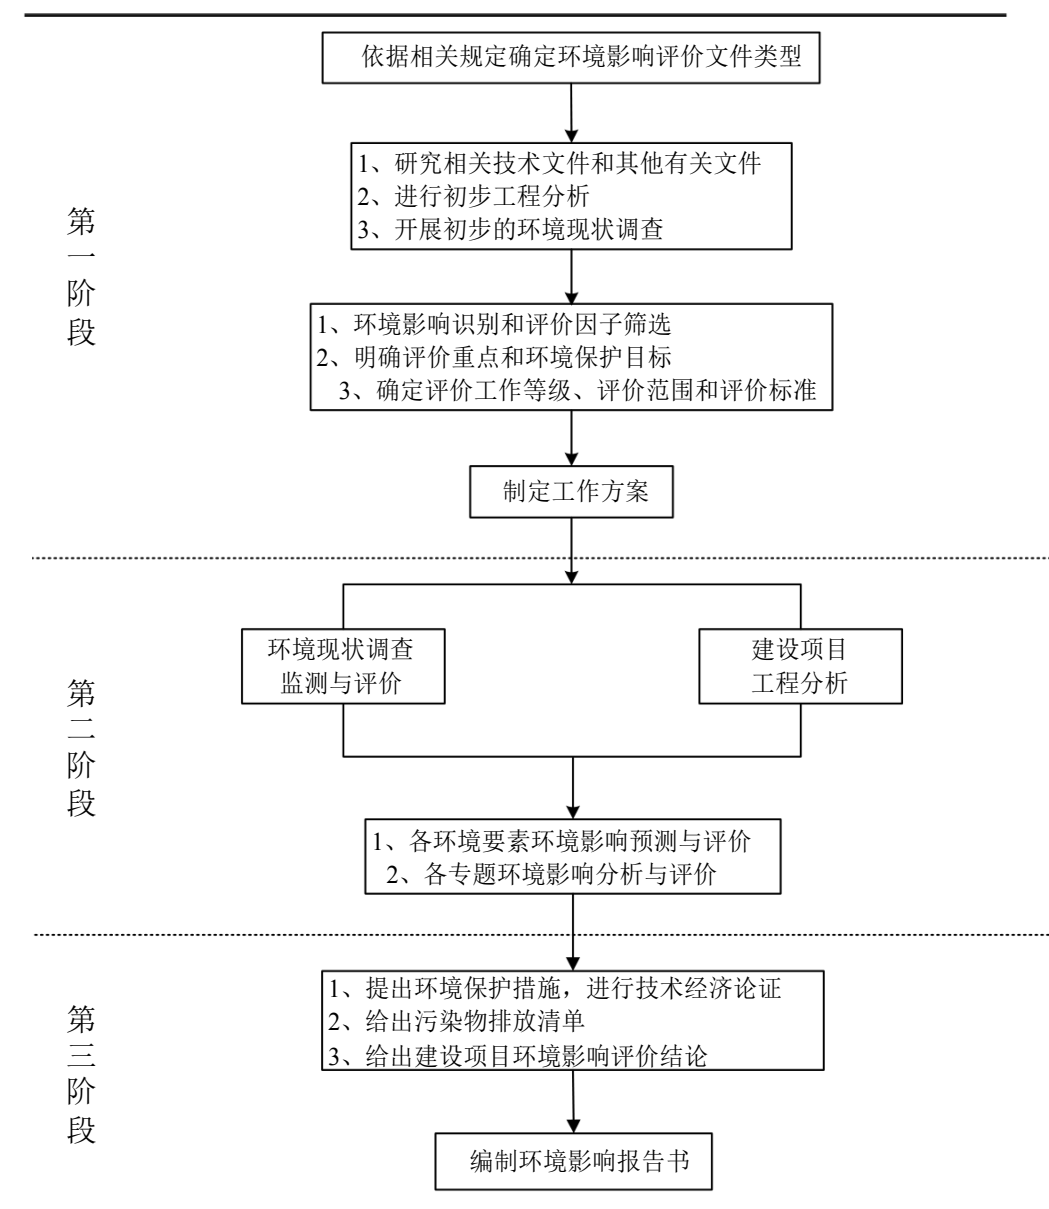 依据相关规定确定环境影响评价文件类型
1、研究相关技术文件和其他有关文件
2、进行初步工程分析
3、开展初步的环境现状调查
第一阶段
1、环境影响识别和评价因子筛选
2、明确评价重点和环境保护目标
3、确定评价工作等级、评价范围和评价标准
制定工作方案
环境现状调查
监测与评价
建设项目
工程分析
第二阶段
1、各环境要素环境影响预测与评价
2、各专题环境影响分析与评价
1、提出环境保护措施，进行技术经济论证
2、给出污染物排放清单
3、给出建设项目环境影响评价结论
第三阶段
编制环境影响报告书